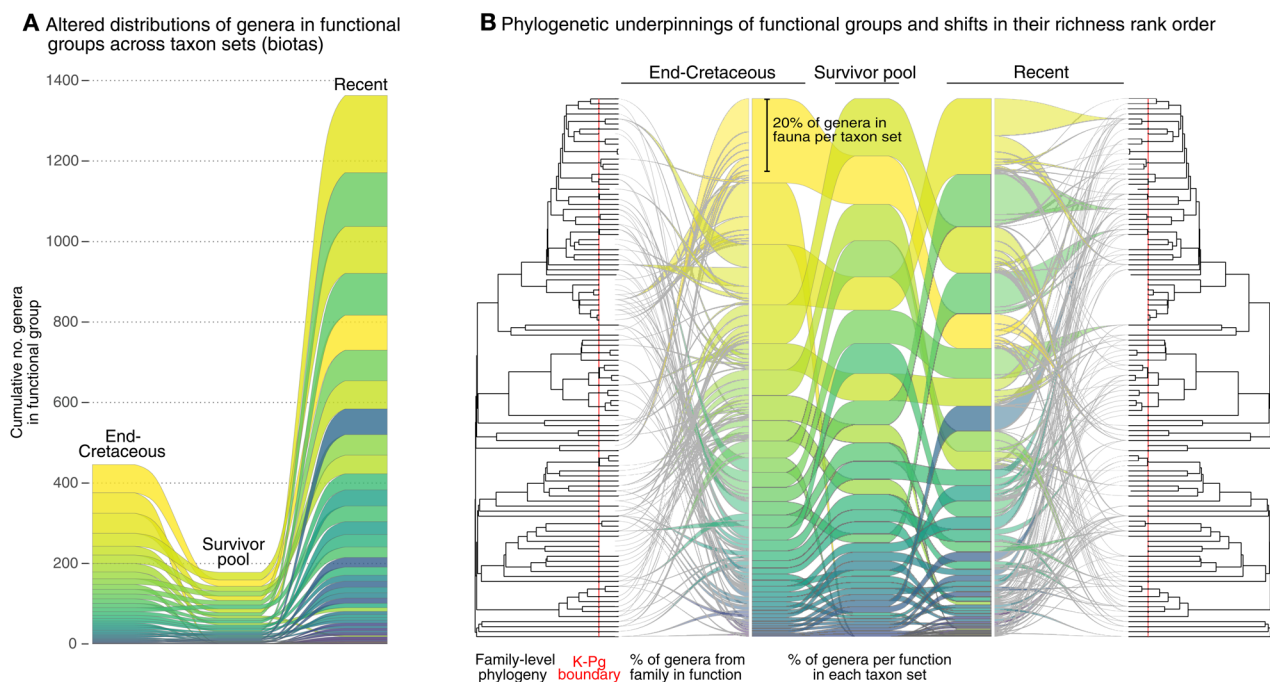 A Altered distributions of genera in functional
groups across taxon sets (biotas)
Cumulative no. genera
in functional group
1400
1200
1000
800
600
400
200
0
End-
Cretaceous
Survivor
pool
Recent
B Phylogenetic underpinnings of functional groups and shifts in their richness rank order
End-Cretaceous
Survivor pool
Recent
20% of genera in
fauna per taxon set
Family-level
phylogeny
K-Pg
boundary
% of genera from
family in function
% of genera per function
in each taxon set